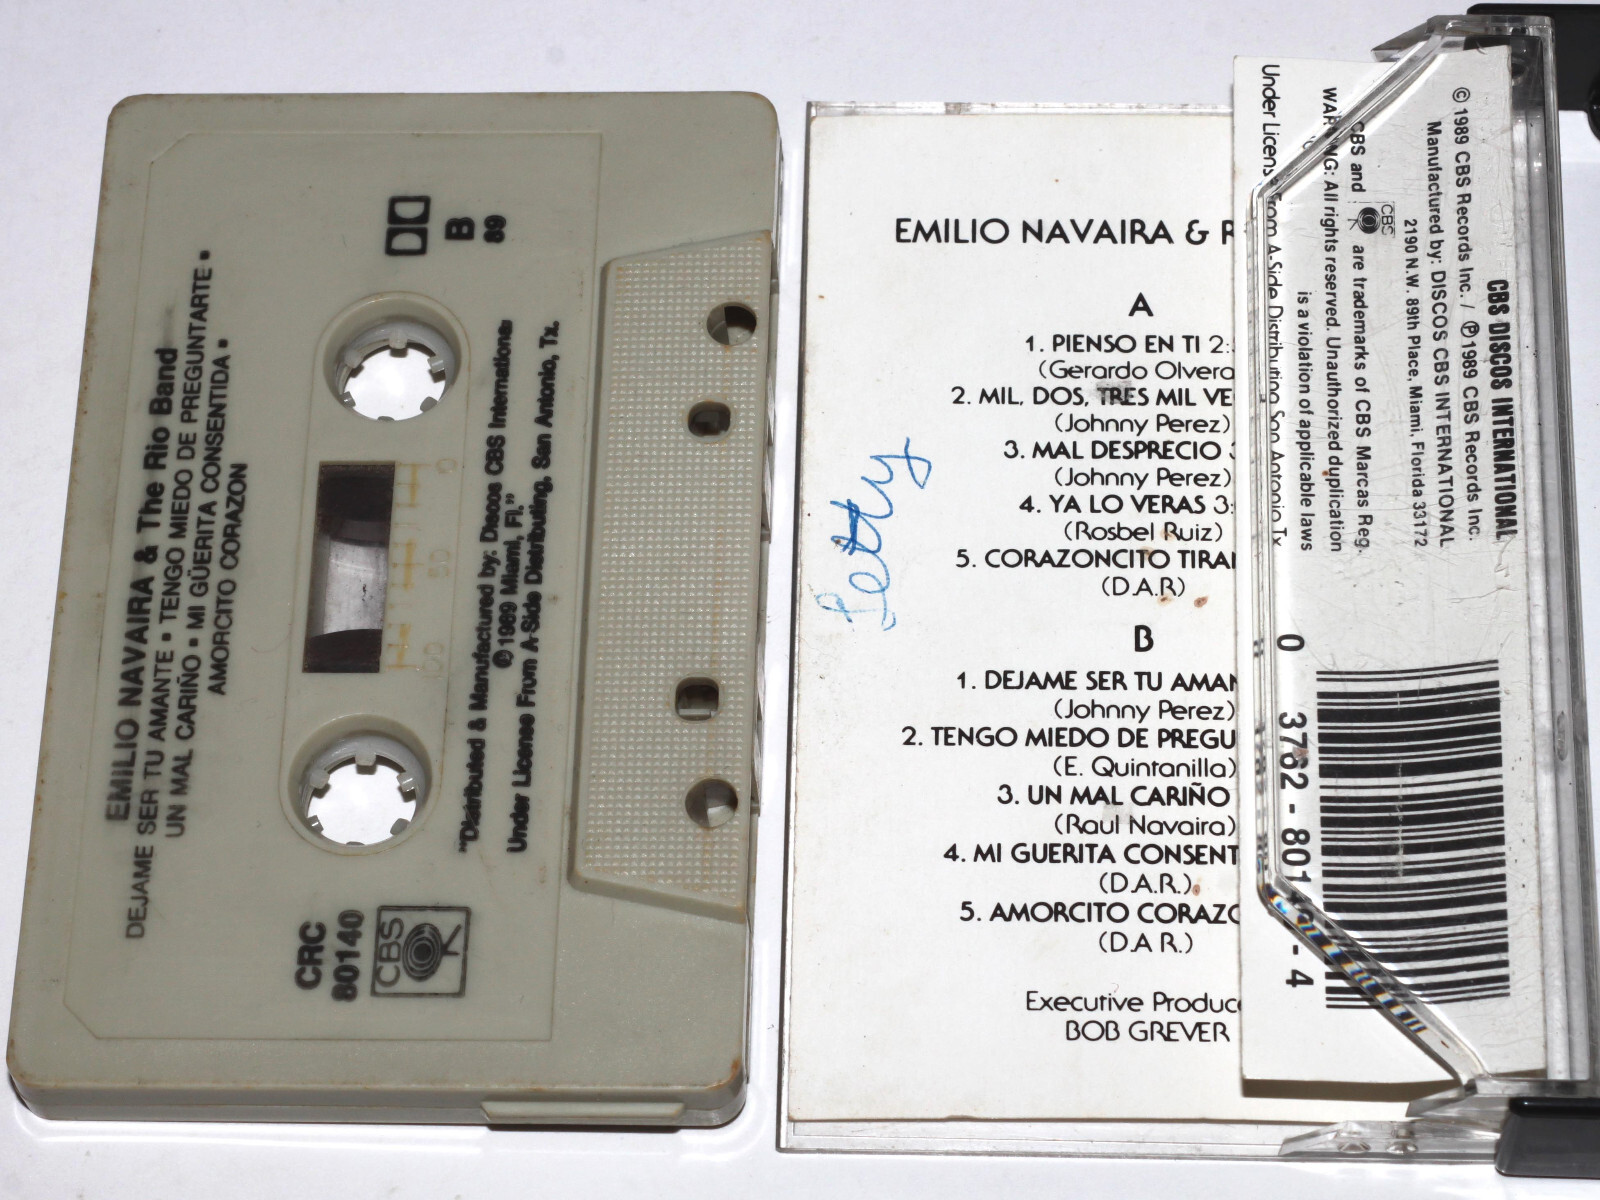 EMILIO NAVAIRA & The Rio Band
DEJAME SER TU AMANTE ▪ TENGO MIEDO DE PREGUNTARTE ▪
UN MAL CARIÑO ▪ MI GÜERITA CONSENTIDA ▪
AMORCITO CORAZON
B
89
CRC
80140
CBS
0
50
100
"Distributed & Manufactured by: Discos CBS International
℗ 1989 Miami, Fl."
Under License From A-Side Distributing, San Antonio, Tx.
EMILIO NAVAIRA & R
A
1. PIENSO EN TI 2:
(Gerardo Olvera
2. MIL, DOS, TRES MIL VE
(Johnny Perez)
3. MAL DESPRECIO 3
(Johnny Perez)
4. YA LO VERAS 3:
(Rosbel Ruiz)
5. CORAZONCITO TIRAN
(D.A.R)
B
1. DEJAME SER TU AMAN
(Johnny Perez)
2. TENGO MIEDO DE PREGU
(E. Quintanilla)
3. UN MAL CARIÑO
(Raul Navaira)
4. MI GUERITA CONSENT
(D.A.R.)
5. AMORCITO CORAZO
(D.A R.)
Executive Produce
BOB GREVER
Letty
CBS DISCOS INTERNATIONAL
© 1989 CBS Records Inc. / ℗ 1989 CBS Records Inc.
Manufactured by: DISCOS CBS INTERNATIONAL
2190 N.W. 89th Place, Miami, Florida 33172
CBS and CBS are trademarks of CBS Marcas Reg.
WARNING: All rights reserved. Unauthorized duplication
is a violation of applicable laws
Under License From A-Side Distributing San Antonio Tx
0 3762-801 -4